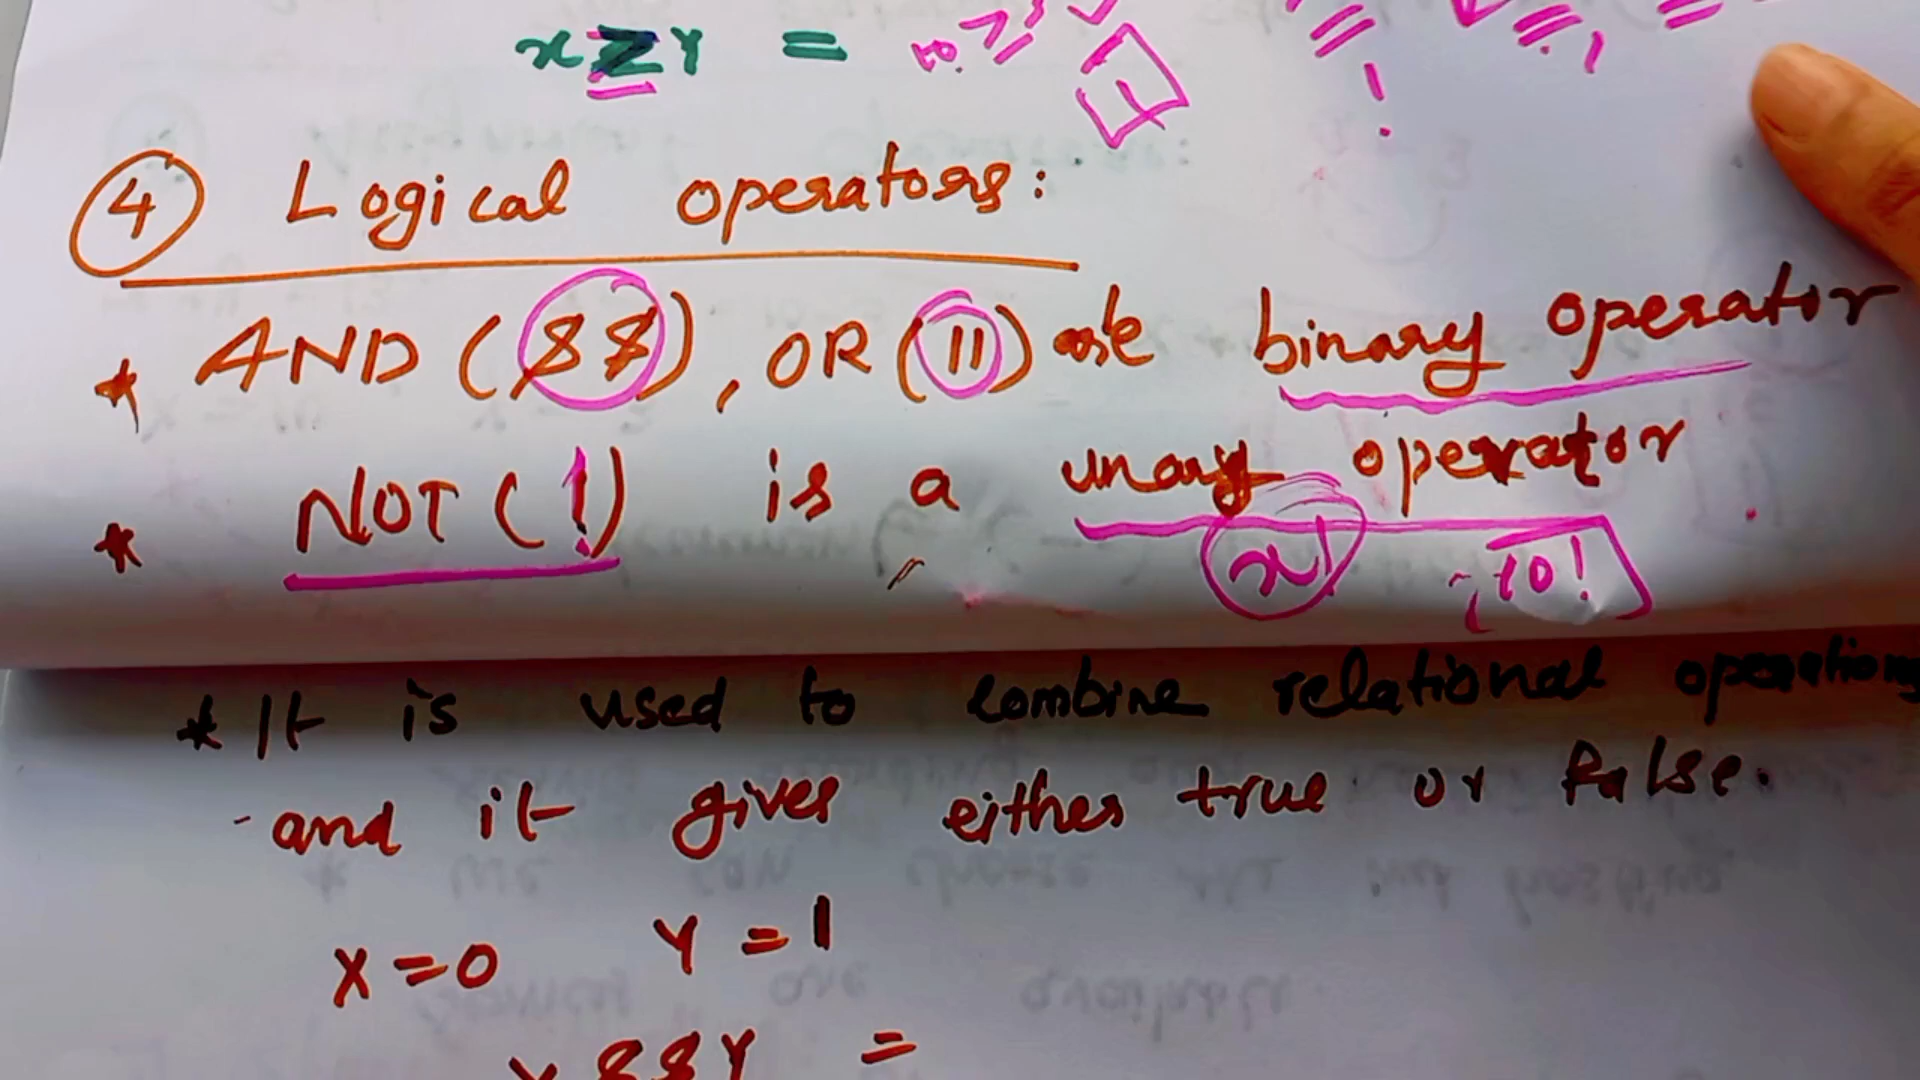 x ≥ Y =
④ Logical operators:
* AND (&&), OR (||) are binary operator
* NOT (!) is a unary operator
x! 10!
* It is used to combine relational operations
and it gives either true or false.
X=0 Y=1
X && Y =